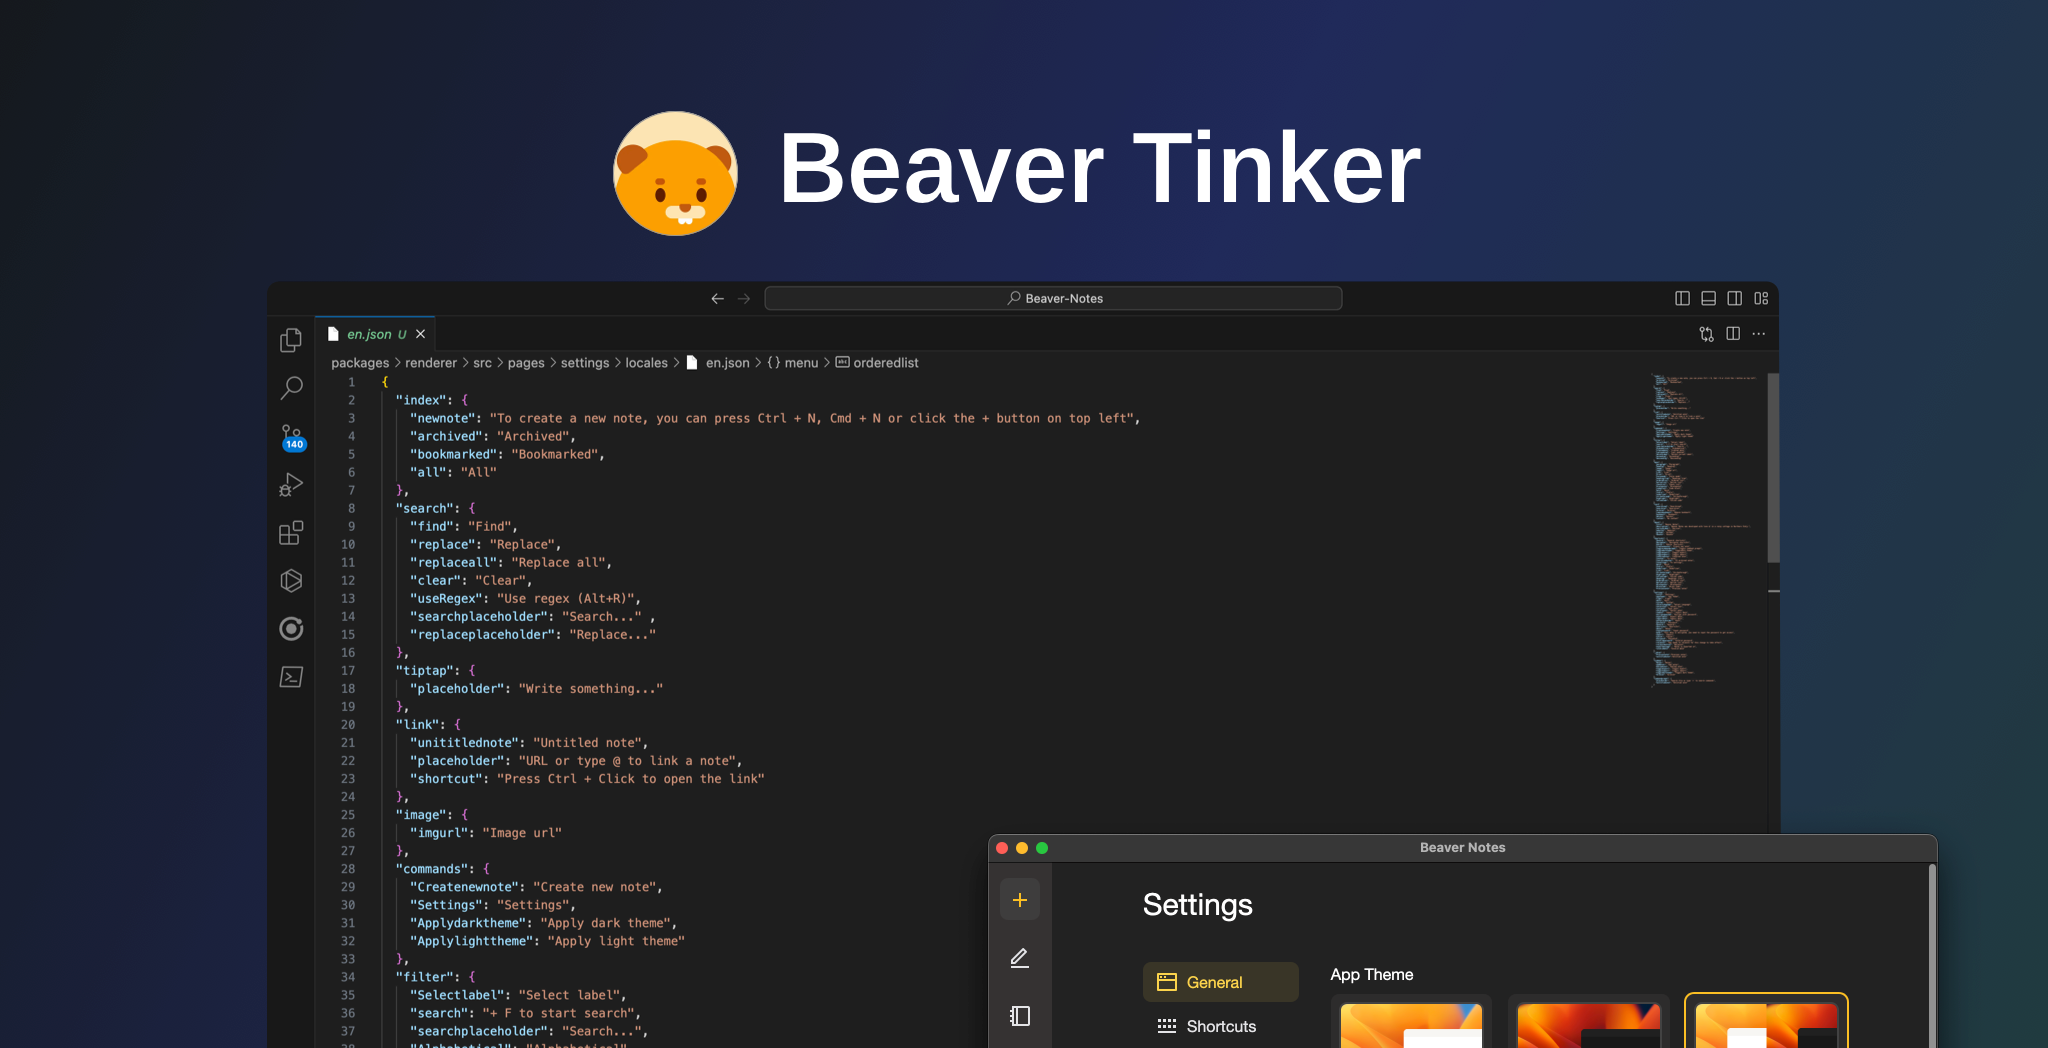 Beaver Tinker
Beaver-Notes
en.json U
packages > renderer > src > pages > settings > locales > en.json > {} menu > orderedlist
140
1 {
2 "index": {
3 "newnote": "To create a new note, you can press Ctrl + N, Cmd + N or click the + button on top left",
4 "archived": "Archived",
5 "bookmarked": "Bookmarked",
6 "all": "All"
7 },
8 "search": {
9 "find": "Find",
10 "replace": "Replace",
11 "replaceall": "Replace all",
12 "clear": "Clear",
13 "useRegex": "Use regex (Alt+R)",
14 "searchplaceholder": "Search..." ,
15 "replaceplaceholder": "Replace..."
16 },
17 "tiptap": {
18 "placeholder": "Write something..."
19 },
20 "link": {
21 "unititlednote": "Untitled note",
22 "placeholder": "URL or type @ to link a note",
23 "shortcut": "Press Ctrl + Click to open the link"
24 },
25 "image": {
26 "imgurl": "Image url"
27 },
28 "commands": {
29 "Createnewnote": "Create new note",
30 "Settings": "Settings",
31 "Applydarktheme": "Apply dark theme",
32 "Applylighttheme": "Apply light theme"
33 },
34 "filter": {
35 "Selectlabel": "Select label",
36 "search": "+ F to start search",
37 "searchplaceholder": "Search...",
38 "Alphabetical": "Alphabetical"
Beaver Notes
Settings
General
App Theme
Shortcuts